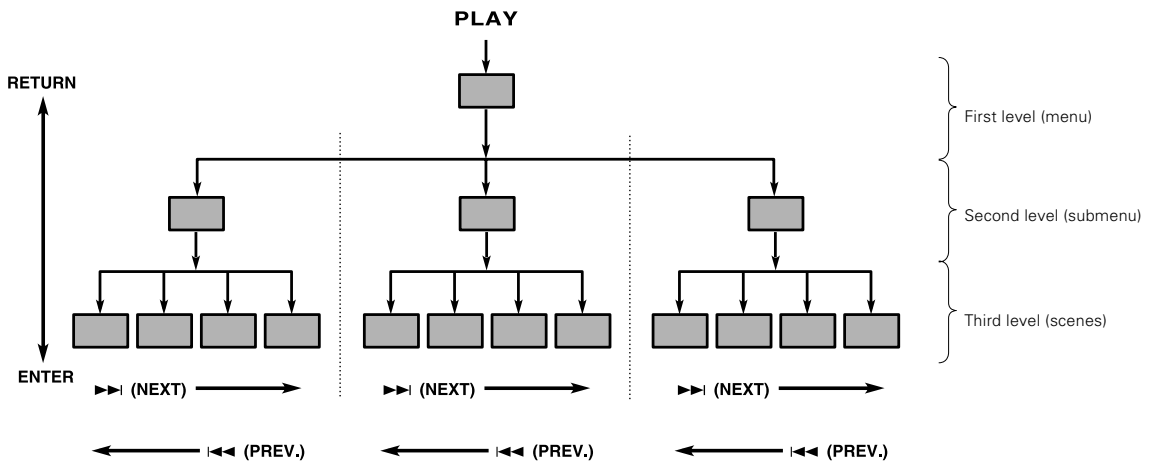 PLAY
RETURN
First level (menu)
Second level (submenu)
Third level (scenes)
ENTER
▶▶| (NEXT)
▶▶| (NEXT)
▶▶| (NEXT)
|◀◀ (PREV.)
|◀◀ (PREV.)
|◀◀ (PREV.)